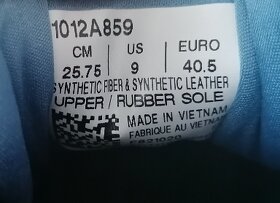 1012A859
CM US EURO
25.75 9 40.5
SYNTHETIC FIBER & SYNTHETIC LEATHER
UPPER / RUBBER SOLE
MADE IN VIETNAM
FABRIQUE AU VIETNAM